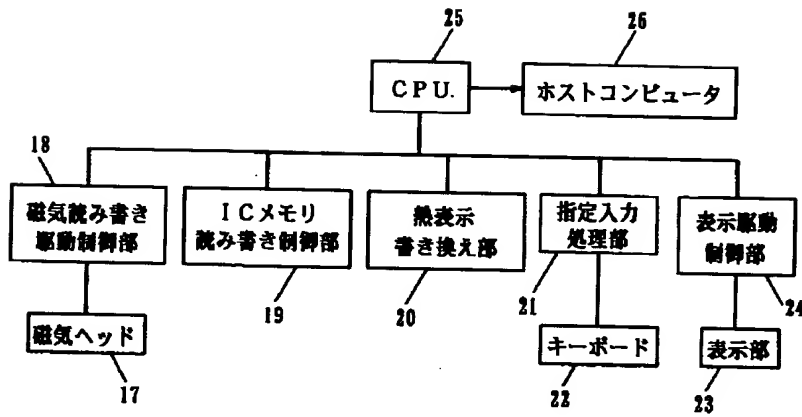 25
26
CPU.
ホストコンピュータ
18
磁気読み書き
駆動制御部
ICメモリ
読み書き制御部
熱表示
書き換え部
指定入力
処理部
表示駆動
制御部
19
20
21
24
磁気ヘッド
キーボード
表示部
17
22
23